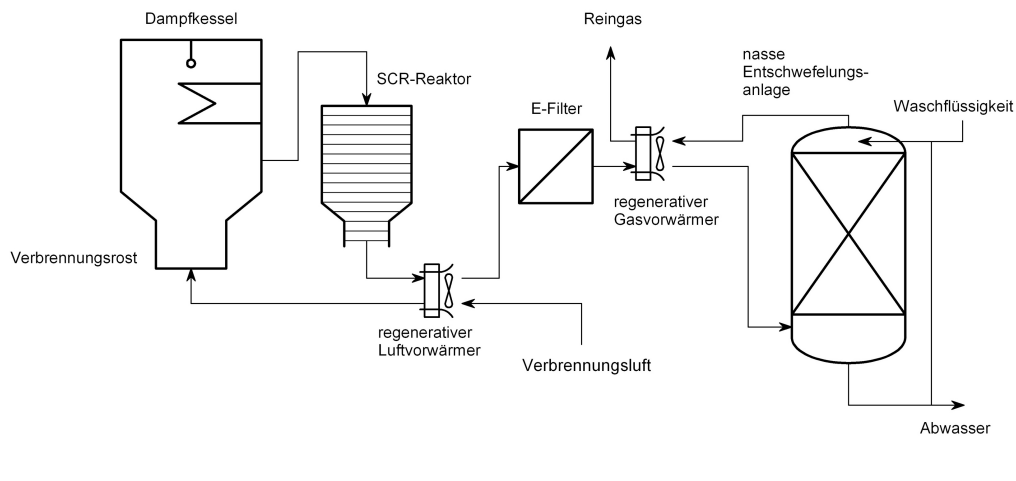 Dampfkessel
Reingas
nasse
Entschwefelungs-
anlage
SCR-Reaktor
E-Filter
Waschflüssigkeit
regenerativer
Gasvorwärmer
Verbrennungsrost
regenerativer
Luftvorwärmer
Verbrennungsluft
Abwasser